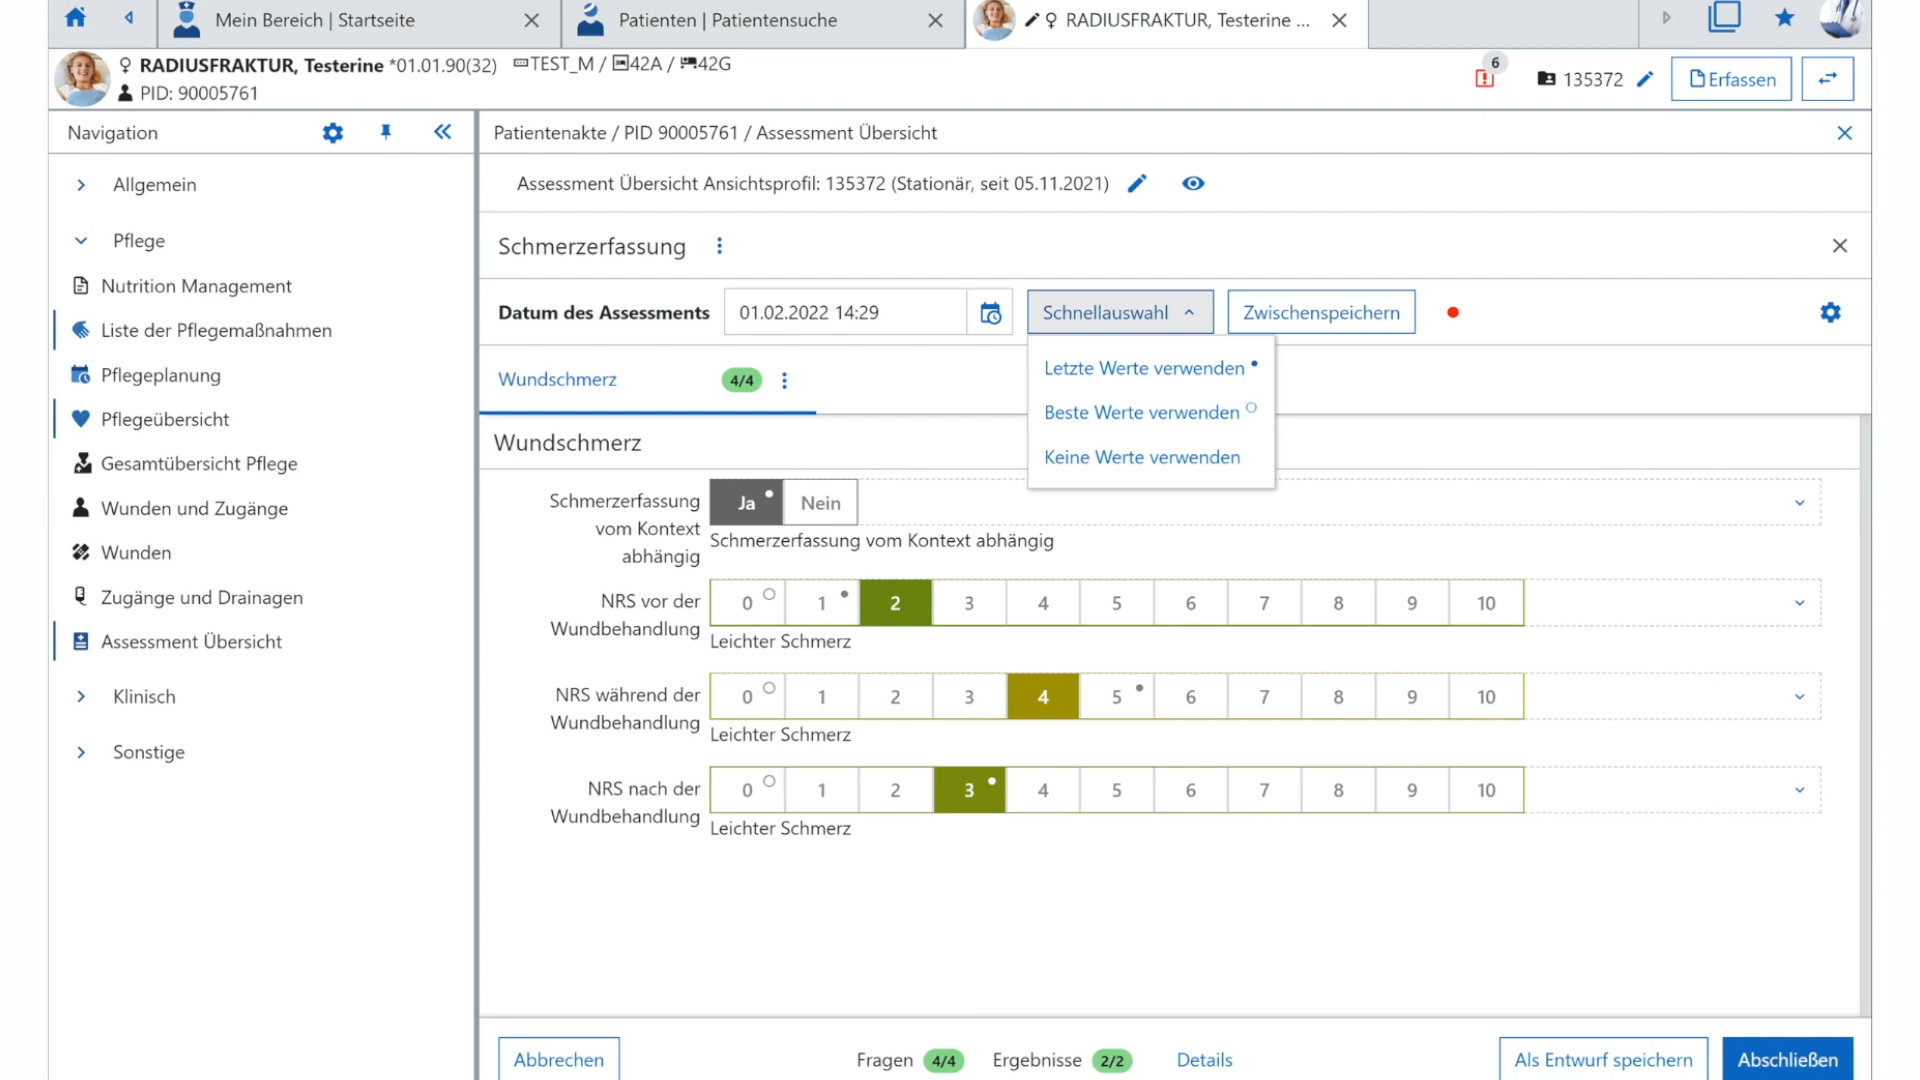 Mein Bereich | Startseite
Patienten | Patientensuche
RADIUSFRAKTUR, Testerine ...
RADIUSFRAKTUR, Testerine *01.01.90(32) TEST_M / 42A / 42G
PID: 90005761
6
135372
Erfassen
Navigation
Patientenakte / PID 90005761 / Assessment Übersicht
Allgemein
Pflege
Nutrition Management
Liste der Pflegemaßnahmen
Pflegeplanung
Pflegeübersicht
Gesamtübersicht Pflege
Wunden und Zugänge
Wunden
Zugänge und Drainagen
Assessment Übersicht
Klinisch
Sonstige
Assessment Übersicht Ansichtsprofil: 135372 (Stationär, seit 05.11.2021)
Schmerzerfassung
Datum des Assessments 01.02.2022 14:29 Schnellauswahl Zwischenspeichern
Letzte Werte verwenden
Beste Werte verwenden
Keine Werte verwenden
Wundschmerz 4/4
Wundschmerz
Schmerzerfassung vom Kontext abhängig
Ja Nein
Schmerzerfassung vom Kontext abhängig
NRS vor der Wundbehandlung
0 1 2 3 4 5 6 7 8 9 10
Leichter Schmerz
NRS während der Wundbehandlung
0 1 2 3 4 5 6 7 8 9 10
Leichter Schmerz
NRS nach der Wundbehandlung
0 1 2 3 4 5 6 7 8 9 10
Leichter Schmerz
Abbrechen Fragen 4/4 Ergebnisse 2/2 Details Als Entwurf speichern Abschließen